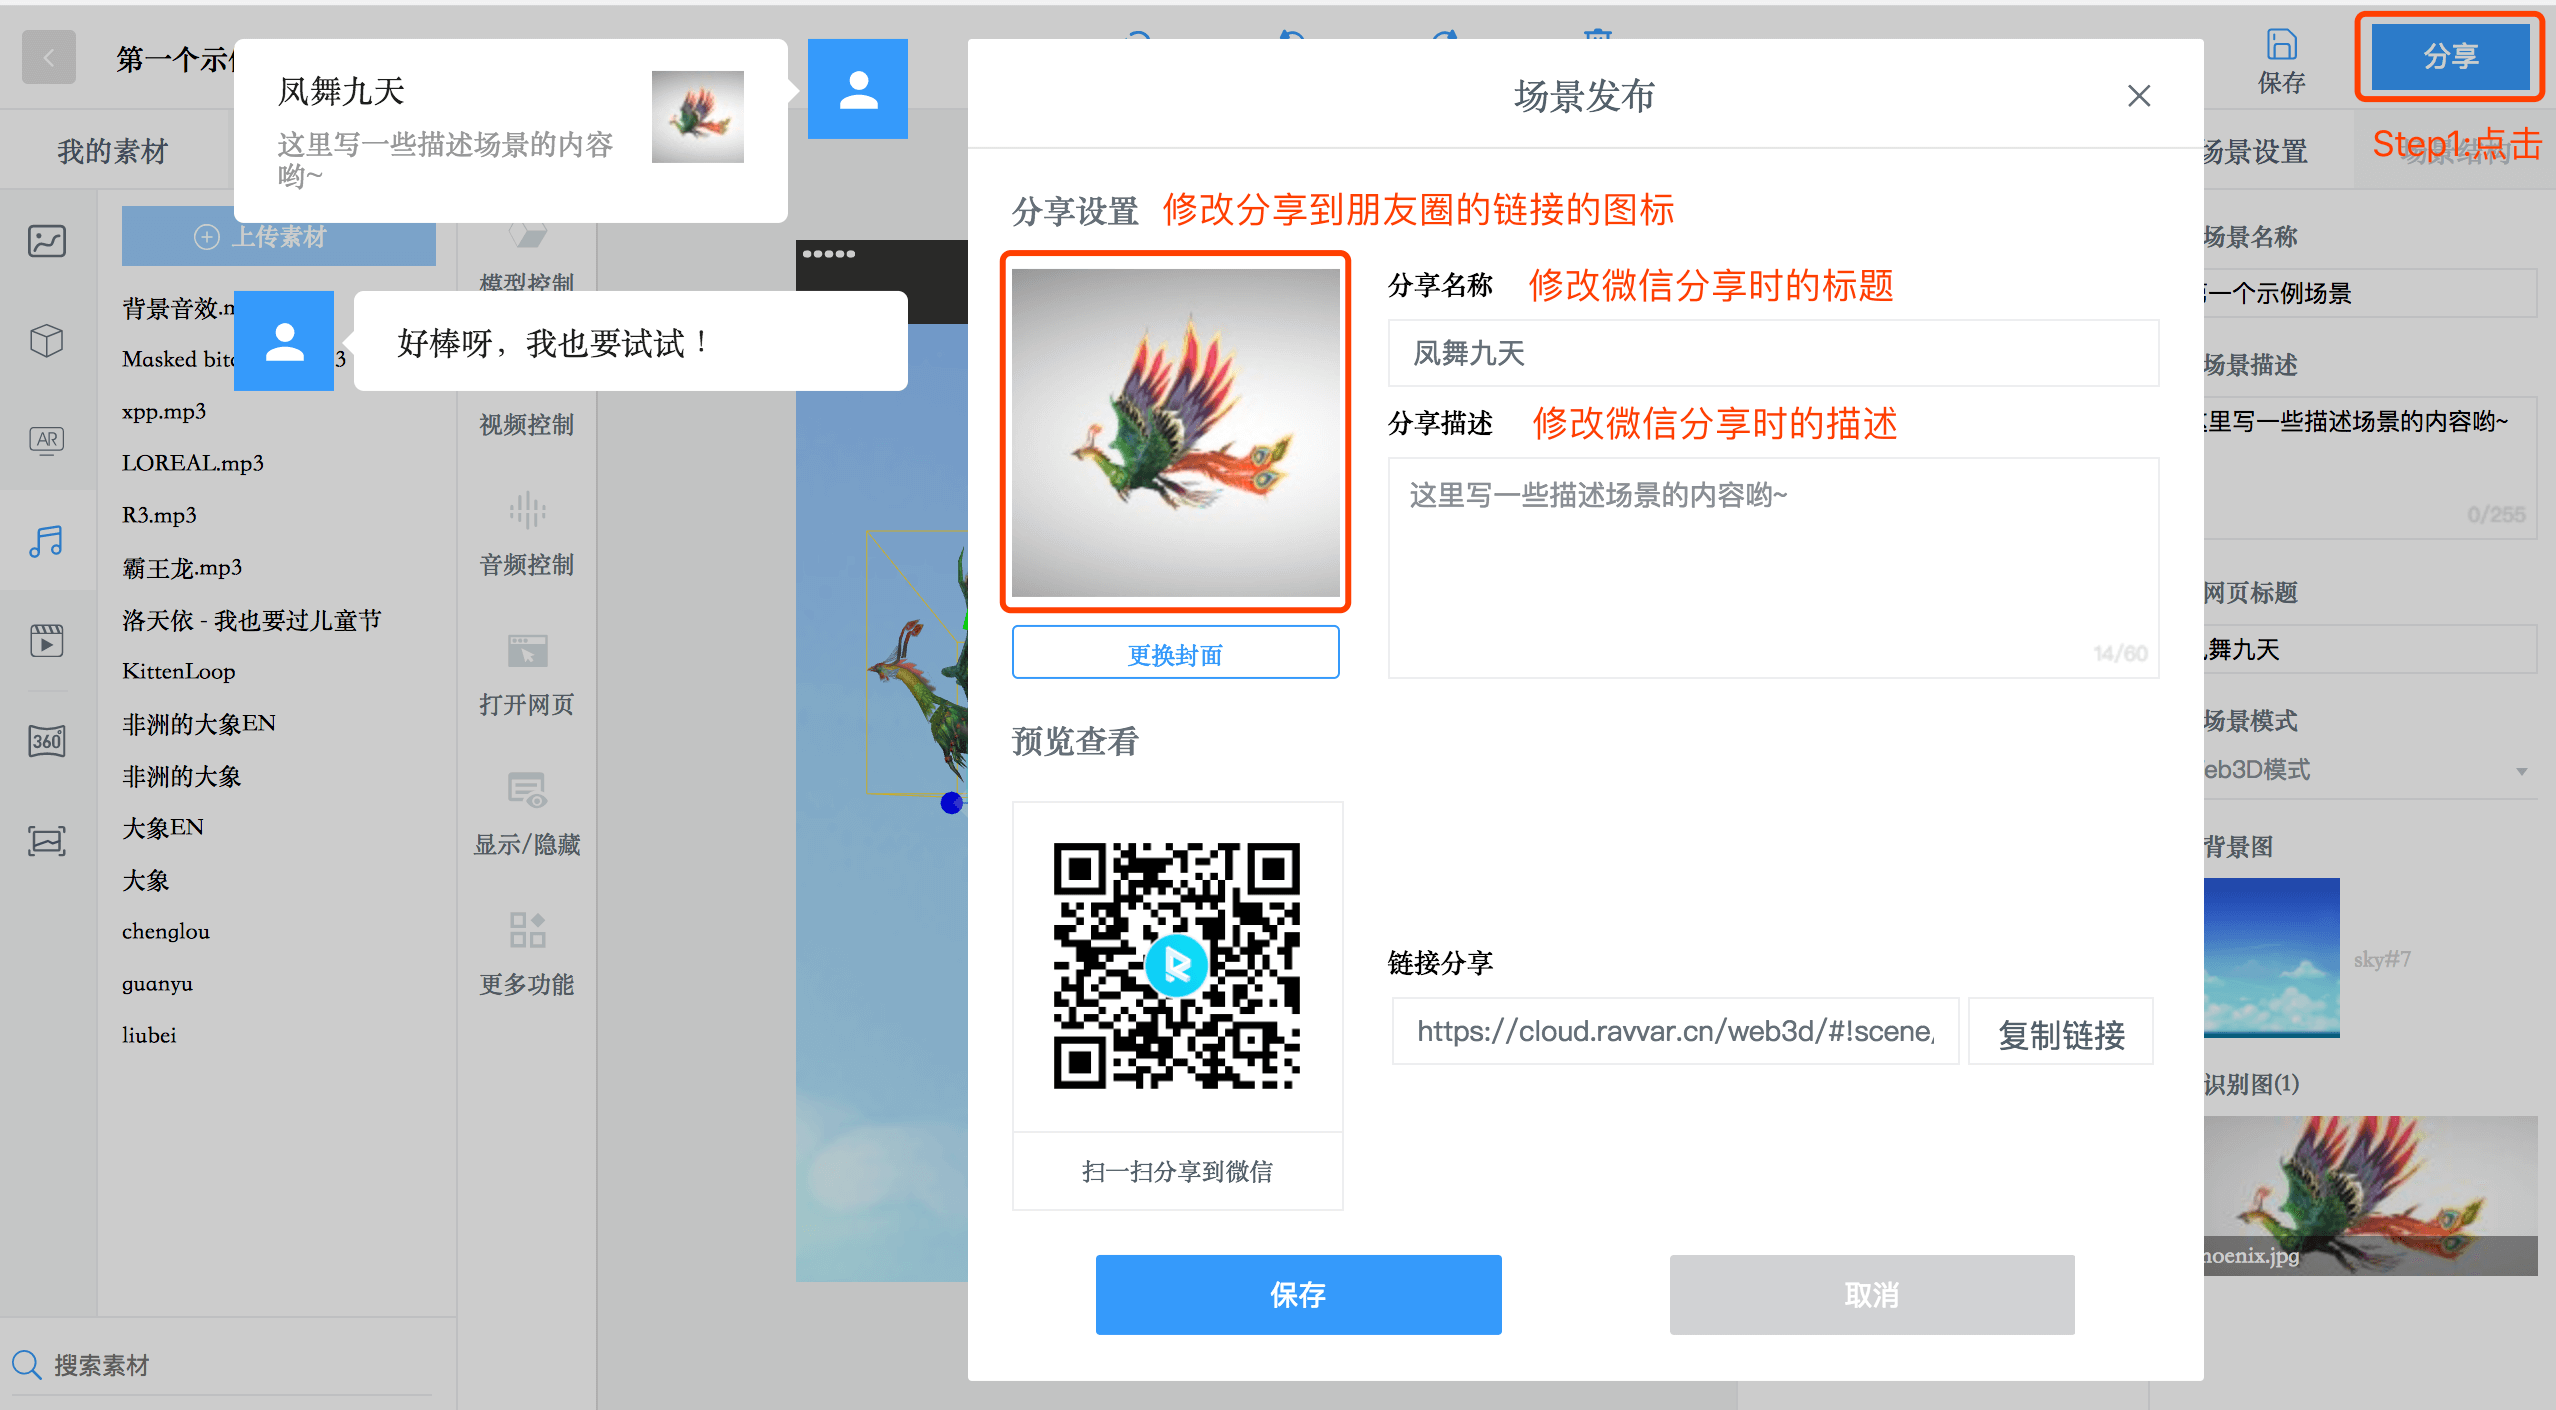 第一个示
保存
分享
Step1:点击
我的素材
场景设置
场景结构
凤舞九天
这里写一些描述场景的内容
哟~
好棒呀，我也要试试！
上传素材
背景音效.m
Masked bit
3
xpp.mp3
LOREAL.mp3
R3.mp3
霸王龙.mp3
洛天依 - 我也要过儿童节
KittenLoop
非洲的大象EN
非洲的大象
大象EN
大象
chenglou
guanyu
liubei
搜索素材
AR
360°
模型控制
视频控制
音频控制
打开网页
显示/隐藏
更多功能
场景发布
分享设置 修改分享到朋友圈的链接的图标
分享名称 修改微信分享时的标题
凤舞九天
分享描述 修改微信分享时的描述
这里写一些描述场景的内容哟~
14/60
更换封面
预览查看
扫一扫分享到微信
链接分享
https://cloud.ravvar.cn/web3d/#!scene/
复制链接
保存
取消
场景名称
一个示例场景
场景描述
里写一些描述场景的内容哟~
0/255
网页标题
舞九天
场景模式
eb3D模式
背景图
sky#7
识别图(1)
hoenix.jpg